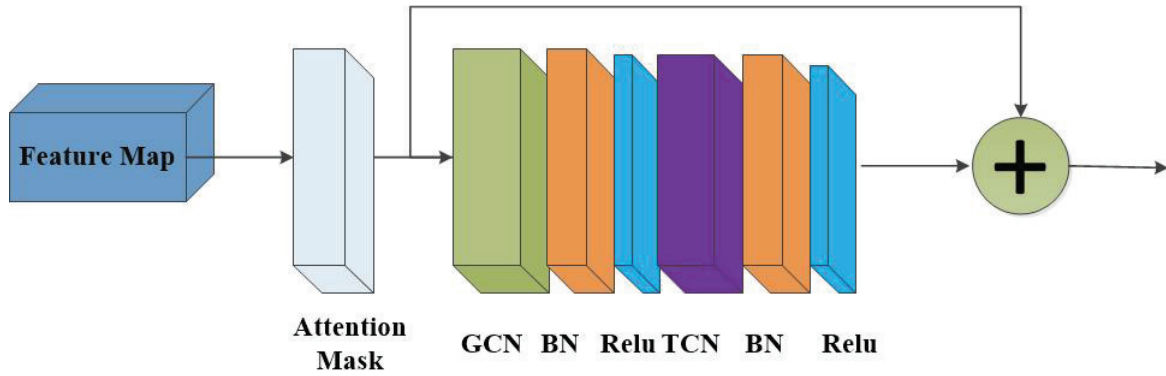 Feature Map
Attention
Mask
GCN BN Relu TCN BN Relu